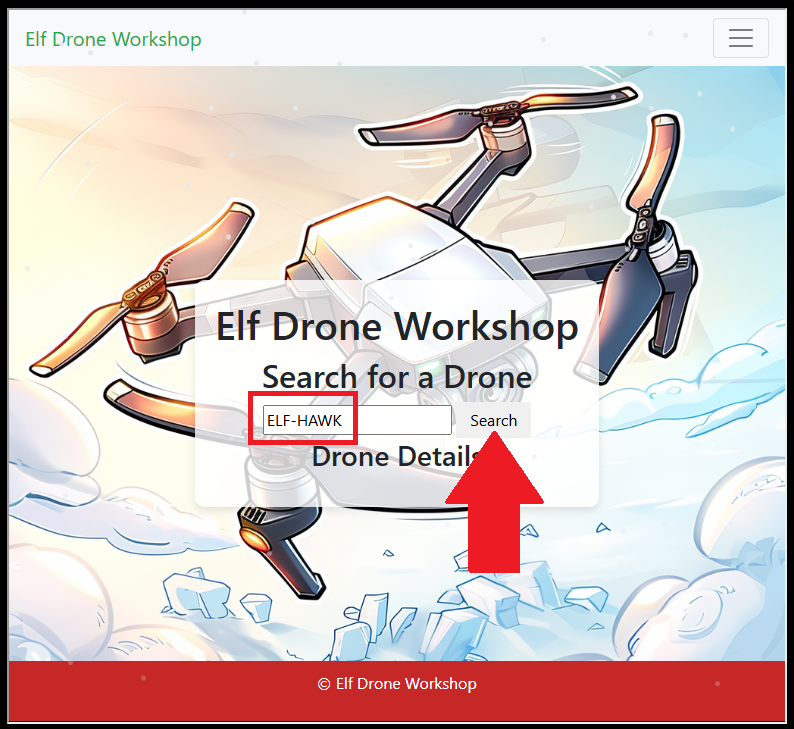 Elf Drone Workshop
Elf Drone Workshop
Search for a Drone
ELF-HAWK Search
Drone Details
© Elf Drone Workshop